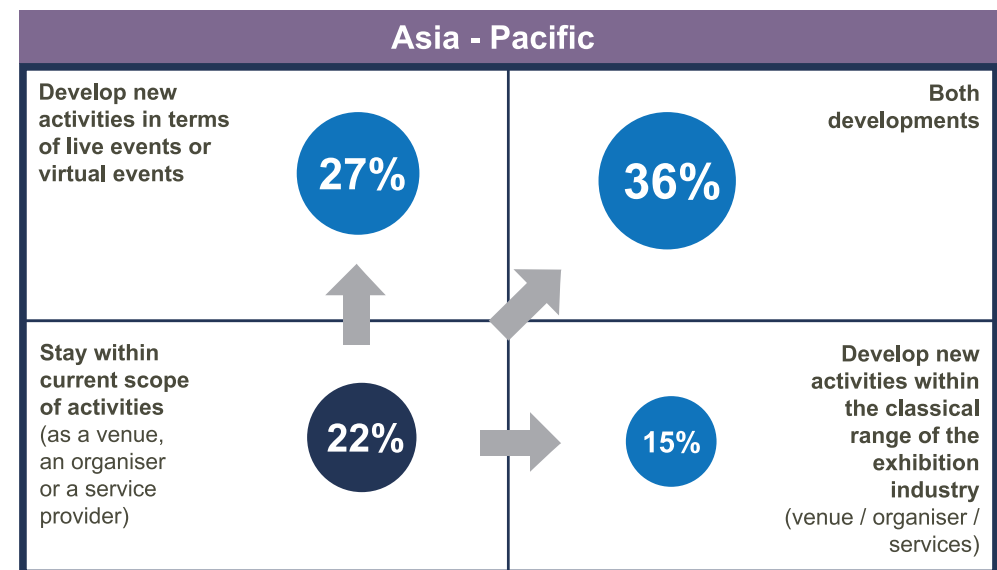 Asia - Pacific
Develop new
activities in terms
of live events or
virtual events
27%
Both
developments
36%
Stay within
current scope
of activities
(as a venue,
an organiser
or a service
provider)
22%
Develop new
activities within
the classical
range of the
exhibition
industry
(venue / organiser /
services)
15%